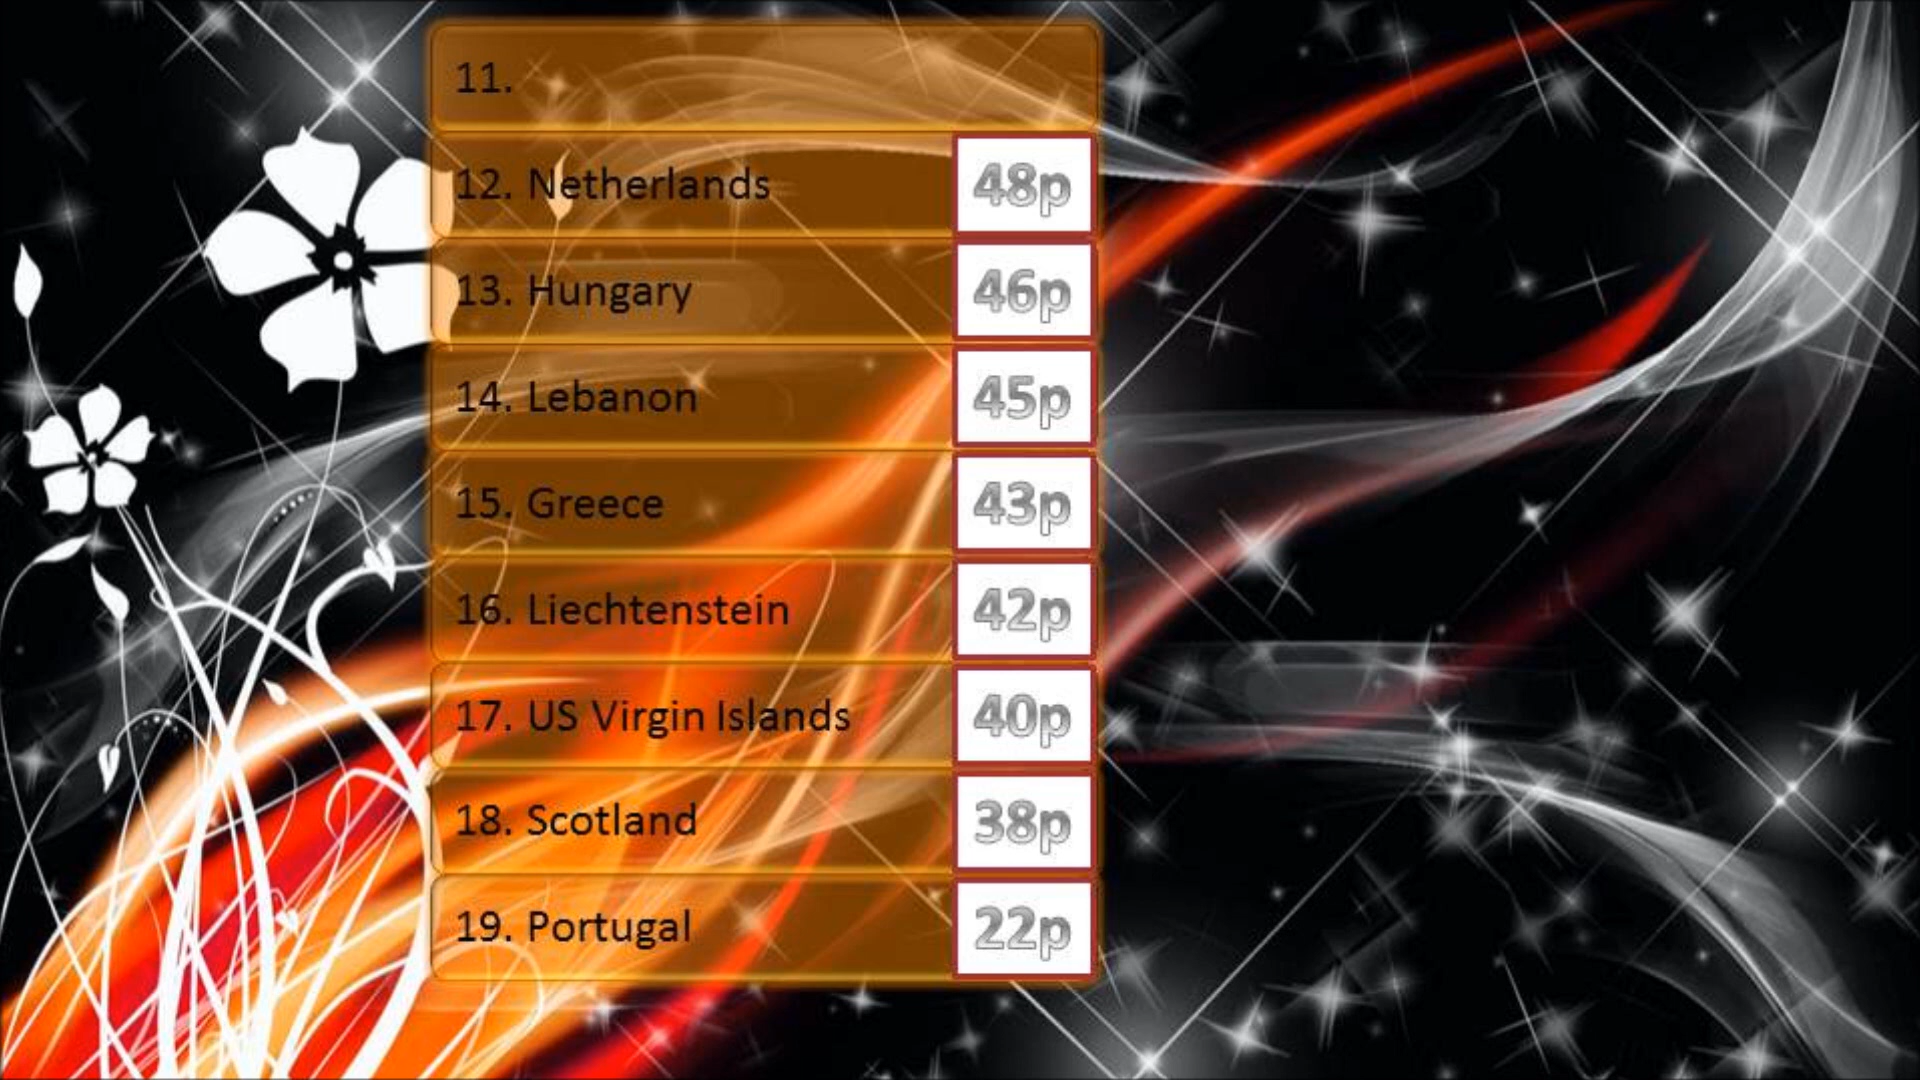 11.
12. Netherlands 48p
13. Hungary 46p
14. Lebanon 45p
15. Greece 43p
16. Liechtenstein 42p
17. US Virgin Islands 40p
18. Scotland 38p
19. Portugal 22p